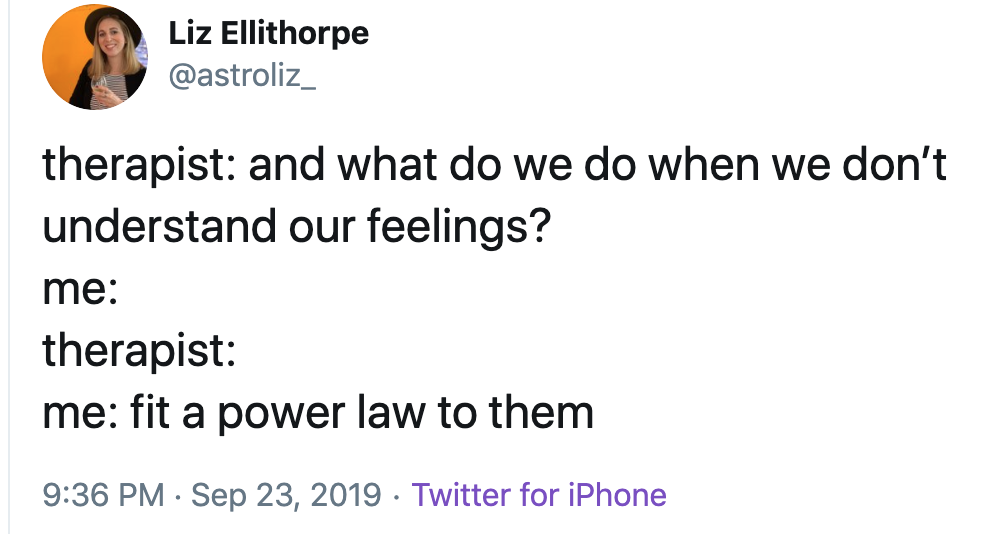 Liz Ellithorpe
@astroliz_
therapist: and what do we do when we don’t
understand our feelings?
me:
therapist:
me: fit a power law to them
9:36 PM · Sep 23, 2019 · Twitter for iPhone